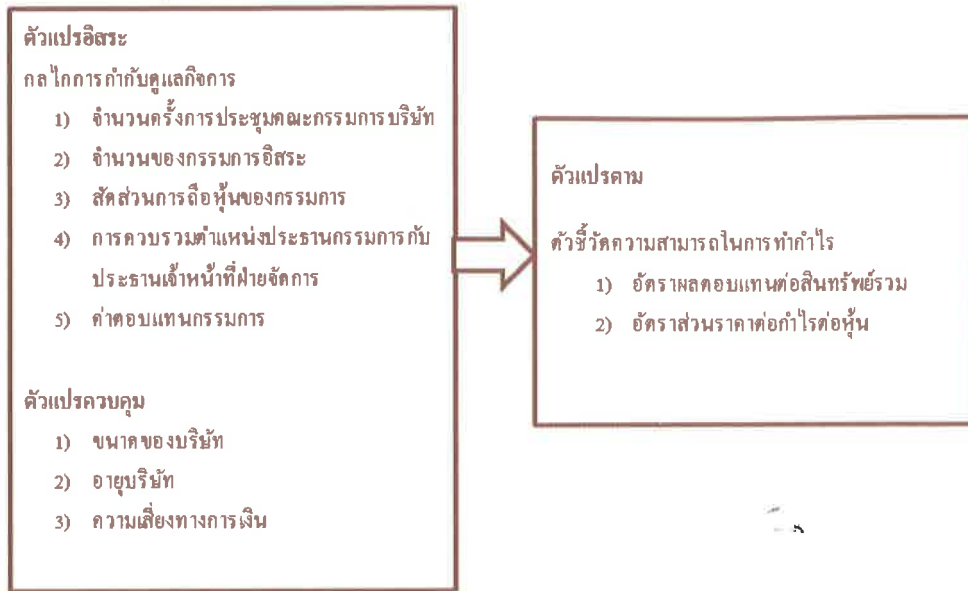 ตัวแปรอิสระ
กลไกการกำกับดูแลกิจการ
1) จำนวนครั้งการประชุมคณะกรรมการบริษัท
2) จำนวนของกรรมการอิสระ
3) สัดส่วนการถือหุ้นของกรรมการ
4) การควบรวมตำแหน่งประธานกรรมการกับ
ประธานเจ้าหน้าที่ฝ่ายจัดการ
5) ค่าตอบแทนกรรมการ
ตัวแปรควบคุม
1) ขนาดของบริษัท
2) อายุบริษัท
3) ความเสี่ยงทางการเงิน
ตัวแปรตาม
ตัวชี้วัดความสามารถในการทำกำไร
1) อัตราผลตอบแทนต่อสินทรัพย์รวม
2) อัตราส่วนราคาต่อกำไรต่อหุ้น